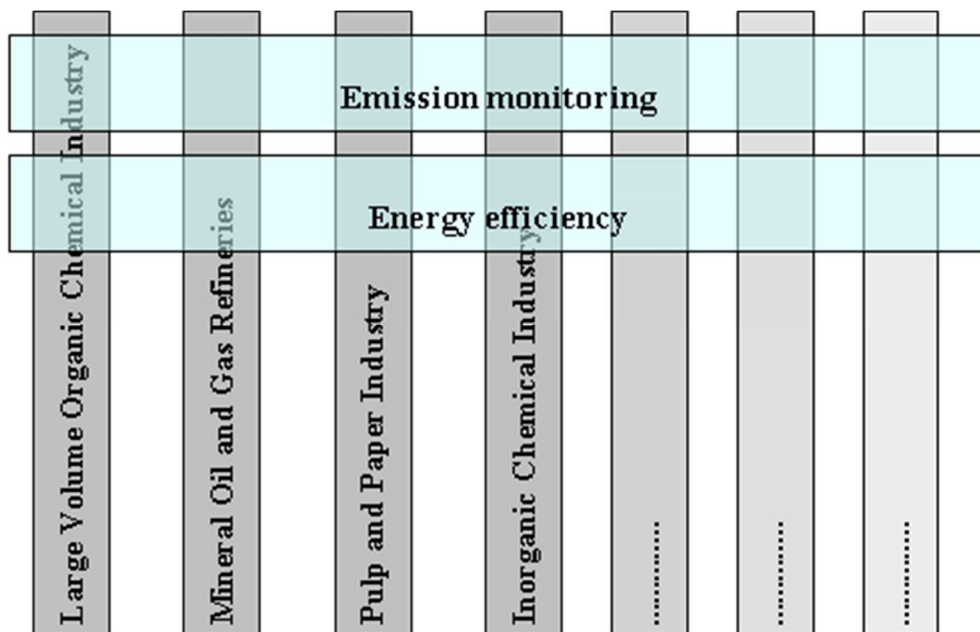 Emission monitoring
Energy efficiency
Large Volume Organic Chemical Industry
Mineral Oil and Gas Refineries
Pulp and Paper Industry
Inorganic Chemical Industry
...........
...........
...........